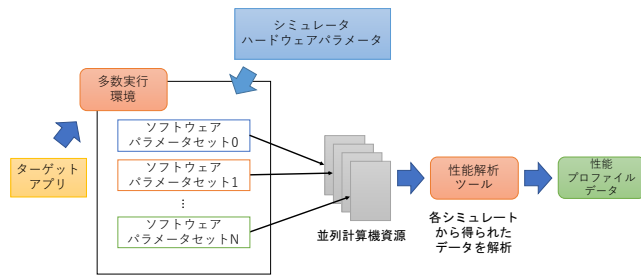 シミュレータ
ハードウェアパラメータ
多数実行
環境
ソフトウェア
パラメータセット0
ターゲット
アプリ
ソフトウェア
パラメータセット1
⋮
ソフトウェア
パラメータセットN
並列計算機資源
性能解析
ツール
各シミュレート
から得られた
データを解析
性能
プロファイル
データ